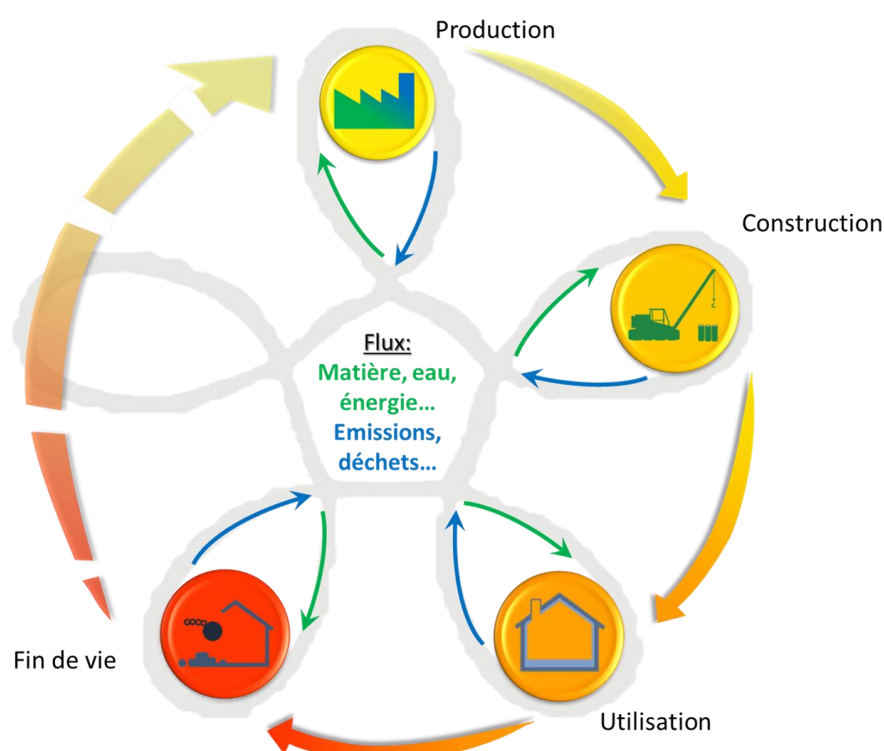 Production
Construction
Flux:
Matière, eau,
énergie…
Emissions,
déchets…
Fin de vie
Utilisation